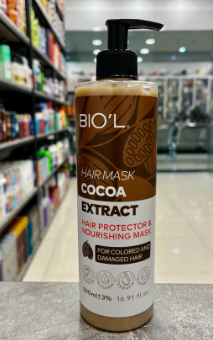 BIO'L.
HAIR MASK
COCOA
EXTRACT
HAIR PROTECTOR &
NOURISHING MASK
FOR COLORED AND
DAMAGED HAIR
500ml±3% 16.91 fl.oz